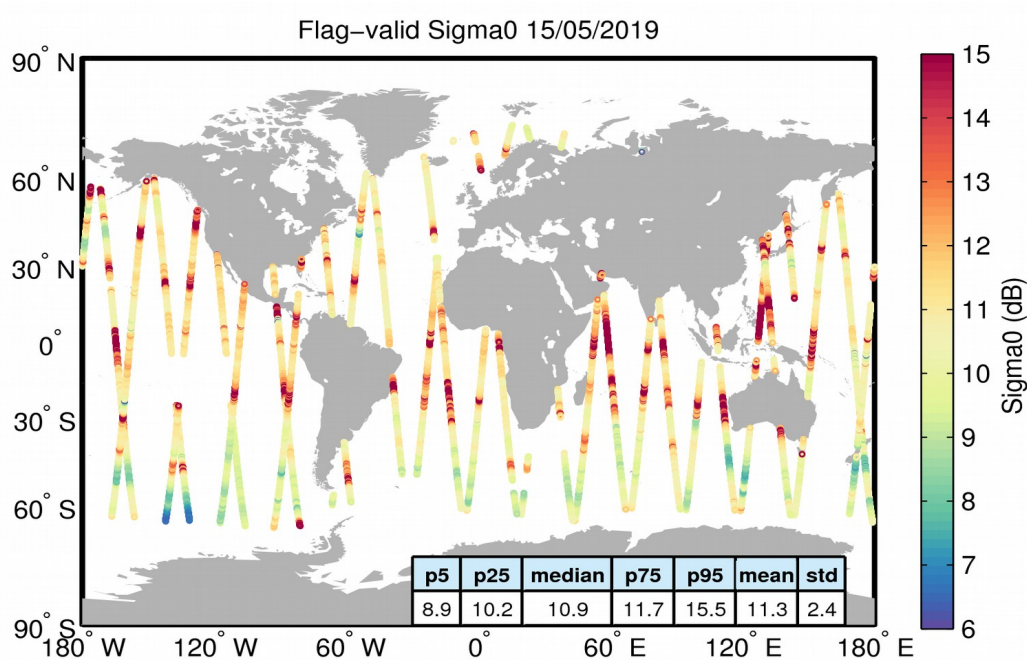 Flag−valid Sigma0 15/05/2019
90° N
60° N
30° N
0°
30° S
60° S
90° S
180° W 120° W 60° W 0° 60° E 120° E 180° E
15
14
13
12
11
10
9
8
7
6
Sigma0 (dB)
p5 p25 median p75 p95 mean std
8.9 10.2 10.9 11.7 15.5 11.3 2.4